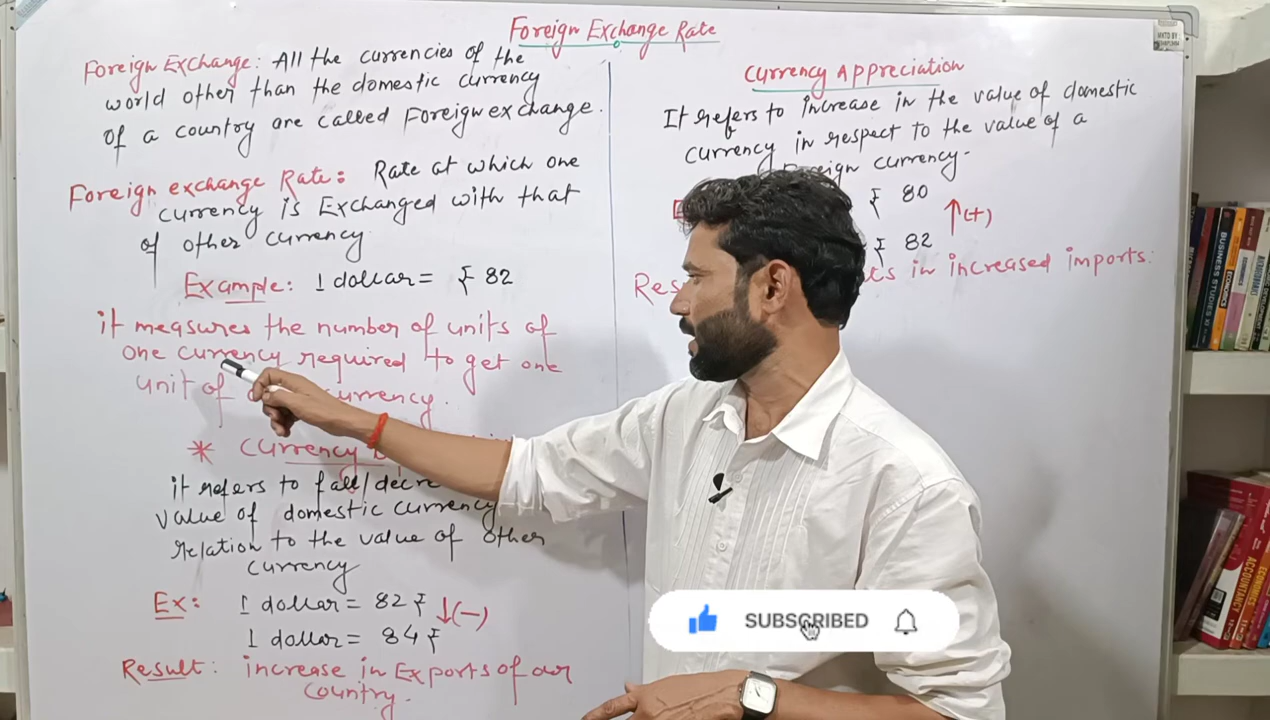 Foreign Exchange Rate
Foreign Exchange: All the currencies of the
world other than the domestic currency
of a country are called Foreign exchange.
Foreign exchange Rate: Rate at which one
currency is Exchanged with that
of other currency
Example: 1 dollar = ₹ 82
it measures the number of units of
one currency required to get one
unit of currency.
* Currency
it refers to fall/decre
value of domestic currency
relation to the value of other
currency
Ex: 1 dollar = 82 ₹ ↓(-)
1 dollar = 84 ₹
Result: increase in Exports of our
country.
Currency Appreciation
It refers to increase in the value of domestic
currency in respect to the value of a
currency.
₹ 80
↑(+)
₹ 82
Res in increased imports.
SUBSCRIBED
BUSINESS STUDIES XI
ECONOMICS
ACCOUNTANCY